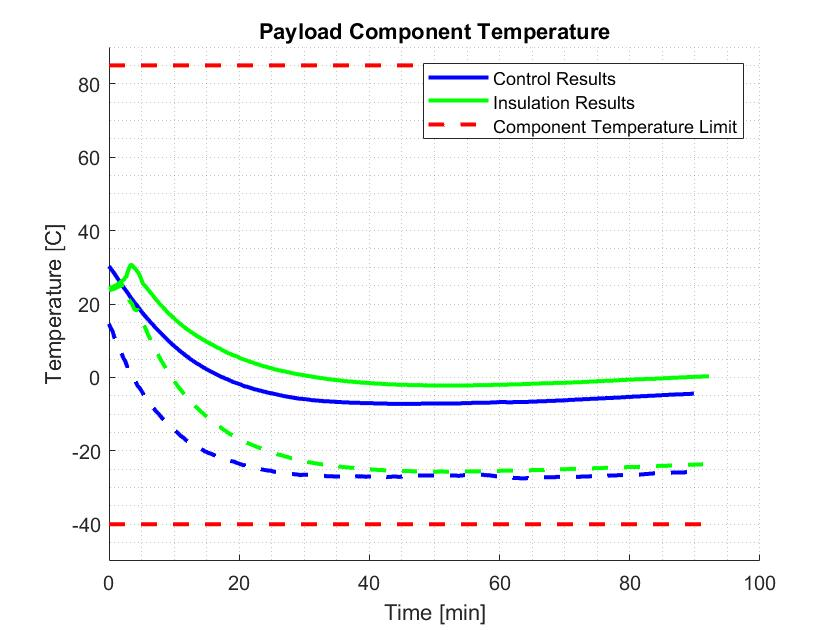 Payload Component Temperature
Control Results
Insulation Results
Component Temperature Limit
80
60
40
20
0
-20
-40
Temperature [C]
0 20 40 60 80 100
Time [min]